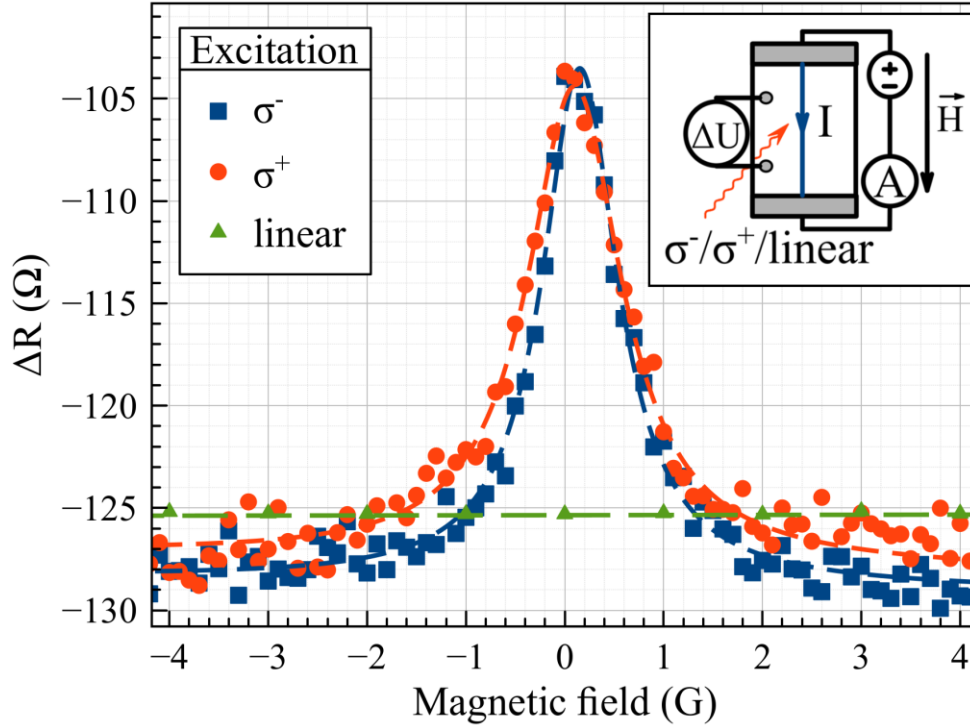 Excitation
σ⁻
σ⁺
linear
ΔU
I
A
H
σ⁻/σ⁺/linear
ΔR (Ω)
−105
−110
−115
−120
−125
−130
−4 −3 −2 −1 0 1 2 3 4
Magnetic field (G)